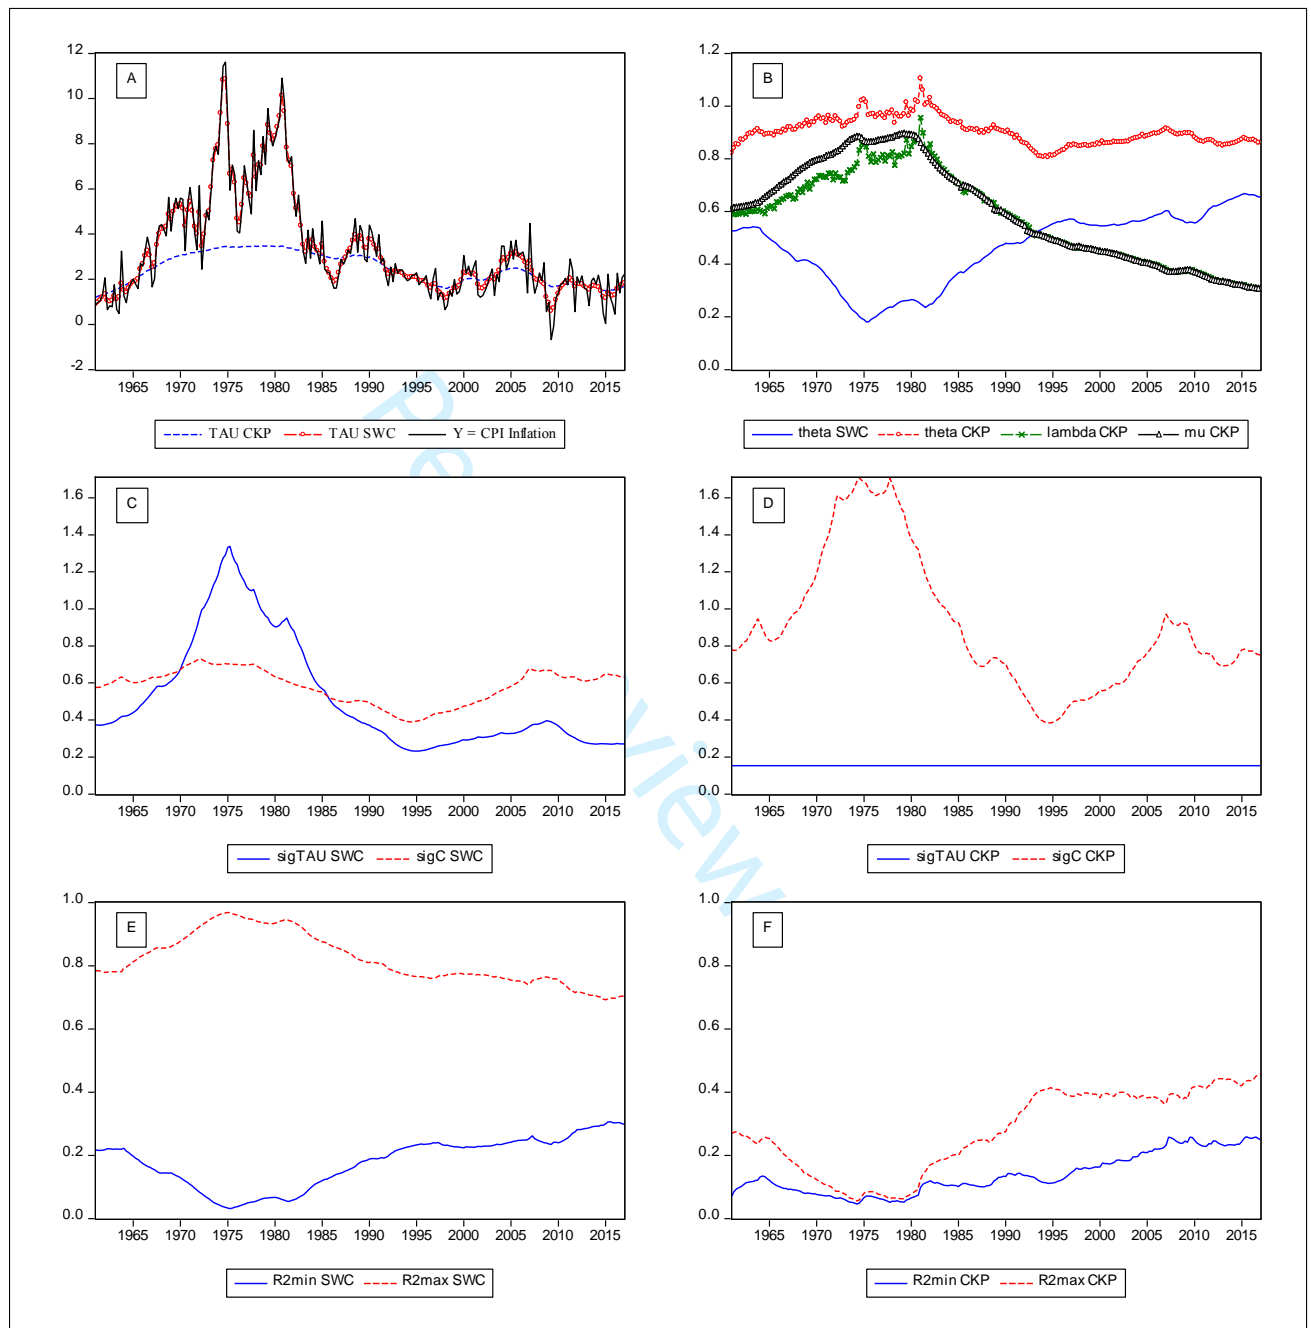 A
12
10
8
6
4
2
0
-2
1965 1970 1975 1980 1985 1990 1995 2000 2005 2010 2015
TAU CKP TAU SWC Y = CPI Inflation
B
1.2
1.0
0.8
0.6
0.4
0.2
0.0
1965 1970 1975 1980 1985 1990 1995 2000 2005 2010 2015
theta SWC theta CKP lambda CKP mu CKP
C
1.6
1.4
1.2
1.0
0.8
0.6
0.4
0.2
0.0
1965 1970 1975 1980 1985 1990 1995 2000 2005 2010 2015
sigTAU SWC sigC SWC
D
1.6
1.4
1.2
1.0
0.8
0.6
0.4
0.2
0.0
1965 1970 1975 1980 1985 1990 1995 2000 2005 2010 2015
sigTAU CKP sigC CKP
E
1.0
0.8
0.6
0.4
0.2
0.0
1965 1970 1975 1980 1985 1990 1995 2000 2005 2010 2015
R2min SWC R2max SWC
F
1.0
0.8
0.6
0.4
0.2
0.0
1965 1970 1975 1980 1985 1990 1995 2000 2005 2010 2015
R2min CKP R2max CKP